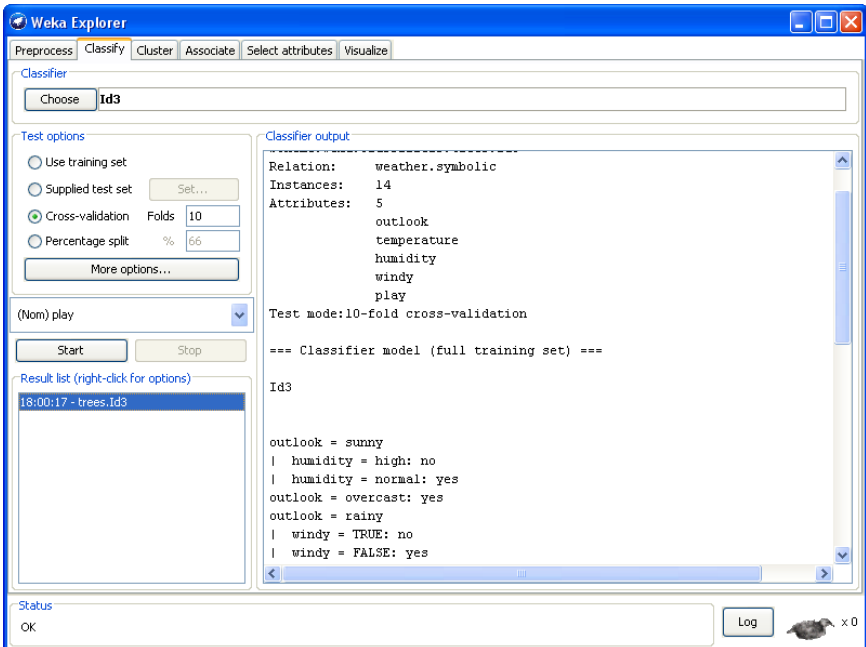 Weka Explorer
Preprocess Classify Cluster Associate Select attributes Visualize
Classifier
Choose Id3
Test options
Use training set
Supplied test set Set...
Cross-validation Folds 10
Percentage split % 66
More options...
(Nom) play
Start Stop
Result list (right-click for options)
18:00:17 - trees.Id3
Classifier output
Relation: weather.symbolic
Instances: 14
Attributes: 5
outlook
temperature
humidity
windy
play
Test mode:10-fold cross-validation
=== Classifier model (full training set) ===
Id3
outlook = sunny
| humidity = high: no
| humidity = normal: yes
outlook = overcast: yes
outlook = rainy
| windy = TRUE: no
| windy = FALSE: yes
Status
OK
Log
x 0